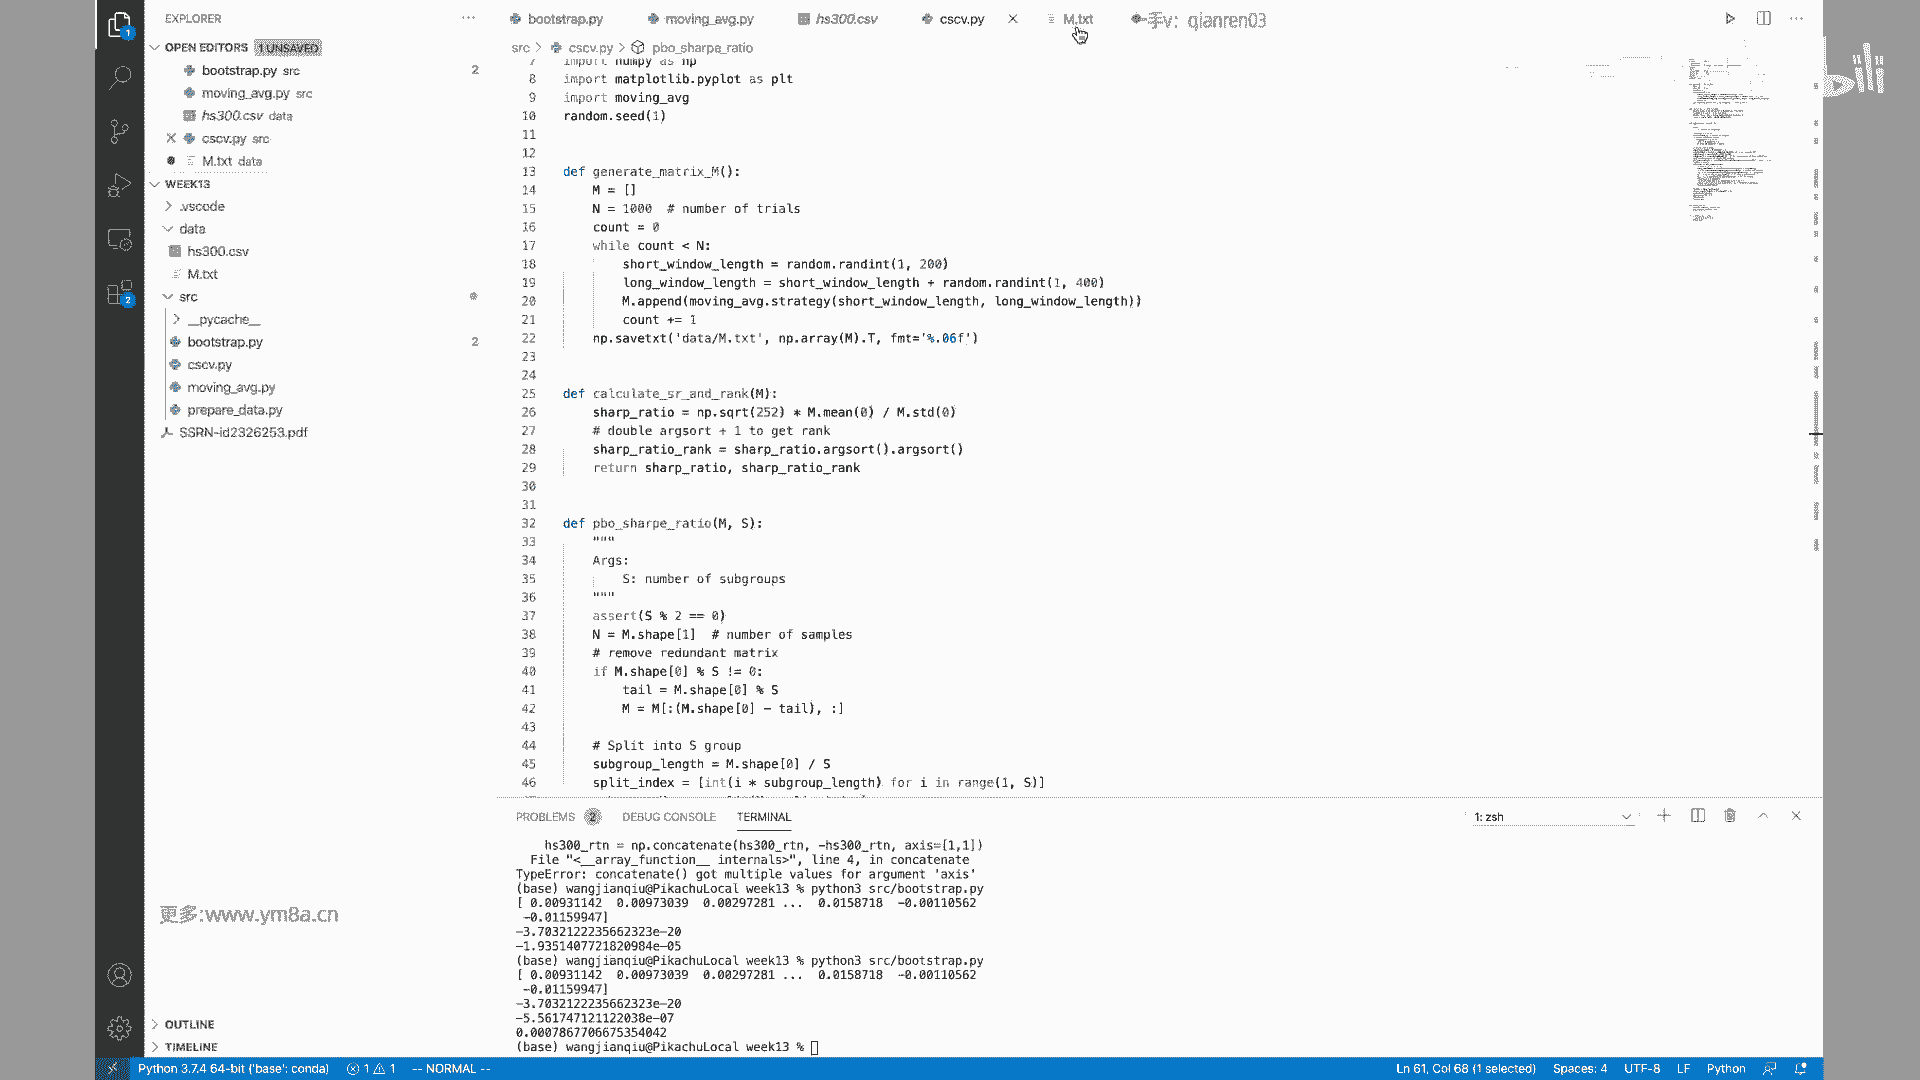 EXPLORER
bootstrap.py
moving_avg.py
hs300.csv
cscv.py
M.txt
手v: qianren03
OPEN EDITORS 1 UNSAVED
src
cscv.py
pbo_sharpe_ratio
bootstrap.py src 2
moving_avg.py src
hs300.csv data
cscv.py src
M.txt data
WEEK13
.vscode
data
hs300.csv
M.txt
src
__pycache__
bootstrap.py 2
cscv.py
moving_avg.py
prepare_data.py
SSRN-id2326253.pdf
更多:www.ym8a.cn
OUTLINE
TIMELINE
7 import numpy as np
8 import matplotlib.pyplot as plt
9 import moving_avg
10 random.seed(1)
11
12
13 def generate_matrix_M():
14 M = []
15 N = 1000 # number of trials
16 count = 0
17 while count < N:
18 short_window_length = random.randint(1, 200)
19 long_window_length = short_window_length + random.randint(1, 400)
20 M.append(moving_avg.strategy(short_window_length, long_window_length))
21 count += 1
22 np.savetxt('data/M.txt', np.array(M).T, fmt='%.06f')
23
24
25 def calculate_sr_and_rank(M):
26 sharp_ratio = np.sqrt(252) * M.mean(0) / M.std(0)
27 # double argsort + 1 to get rank
28 sharp_ratio_rank = sharp_ratio.argsort().argsort()
29 return sharp_ratio, sharp_ratio_rank
30
31
32 def pbo_sharpe_ratio(M, S):
33 """
34 Args:
35 S: number of subgroups
36 """
37 assert(S % 2 == 0)
38 N = M.shape[1] # number of samples
39 # remove redundant matrix
40 if M.shape[0] % S != 0:
41 tail = M.shape[0] % S
42 M = M[:(M.shape[0] - tail), :]
43
44 # Split into S group
45 subgroup_length = M.shape[0] / S
46 split_index = [int(i * subgroup_length) for i in range(1, S)]
PROBLEMS 2 DEBUG CONSOLE TERMINAL 1: zsh
hs300_rtn = np.concatenate(hs300_rtn, -hs300_rtn, axis=[1,1])
File "<__array_function__ internals>", line 4, in concatenate
TypeError: concatenate() got multiple values for argument 'axis'
(base) wangjianqiu@PikachuLocal week13 % python3 src/bootstrap.py
[ 0.00931142 0.00973039 0.00297281 ... 0.0158718 -0.00110562
-0.01159947]
-3.7032122235662323e-20
-1.9351407721820984e-05
(base) wangjianqiu@PikachuLocal week13 % python3 src/bootstrap.py
[ 0.00931142 0.00973039 0.00297281 ... 0.0158718 -0.00110562
-0.01159947]
-3.7032122235662323e-20
-5.561747121122038e-07
0.0007867706675354042
(base) wangjianqiu@PikachuLocal week13 %
Python 3.7.4 64-bit ('base': conda) 1 1 -- NORMAL -- Ln 61, Col 68 (1 selected) Spaces: 4 UTF-8 LF Python